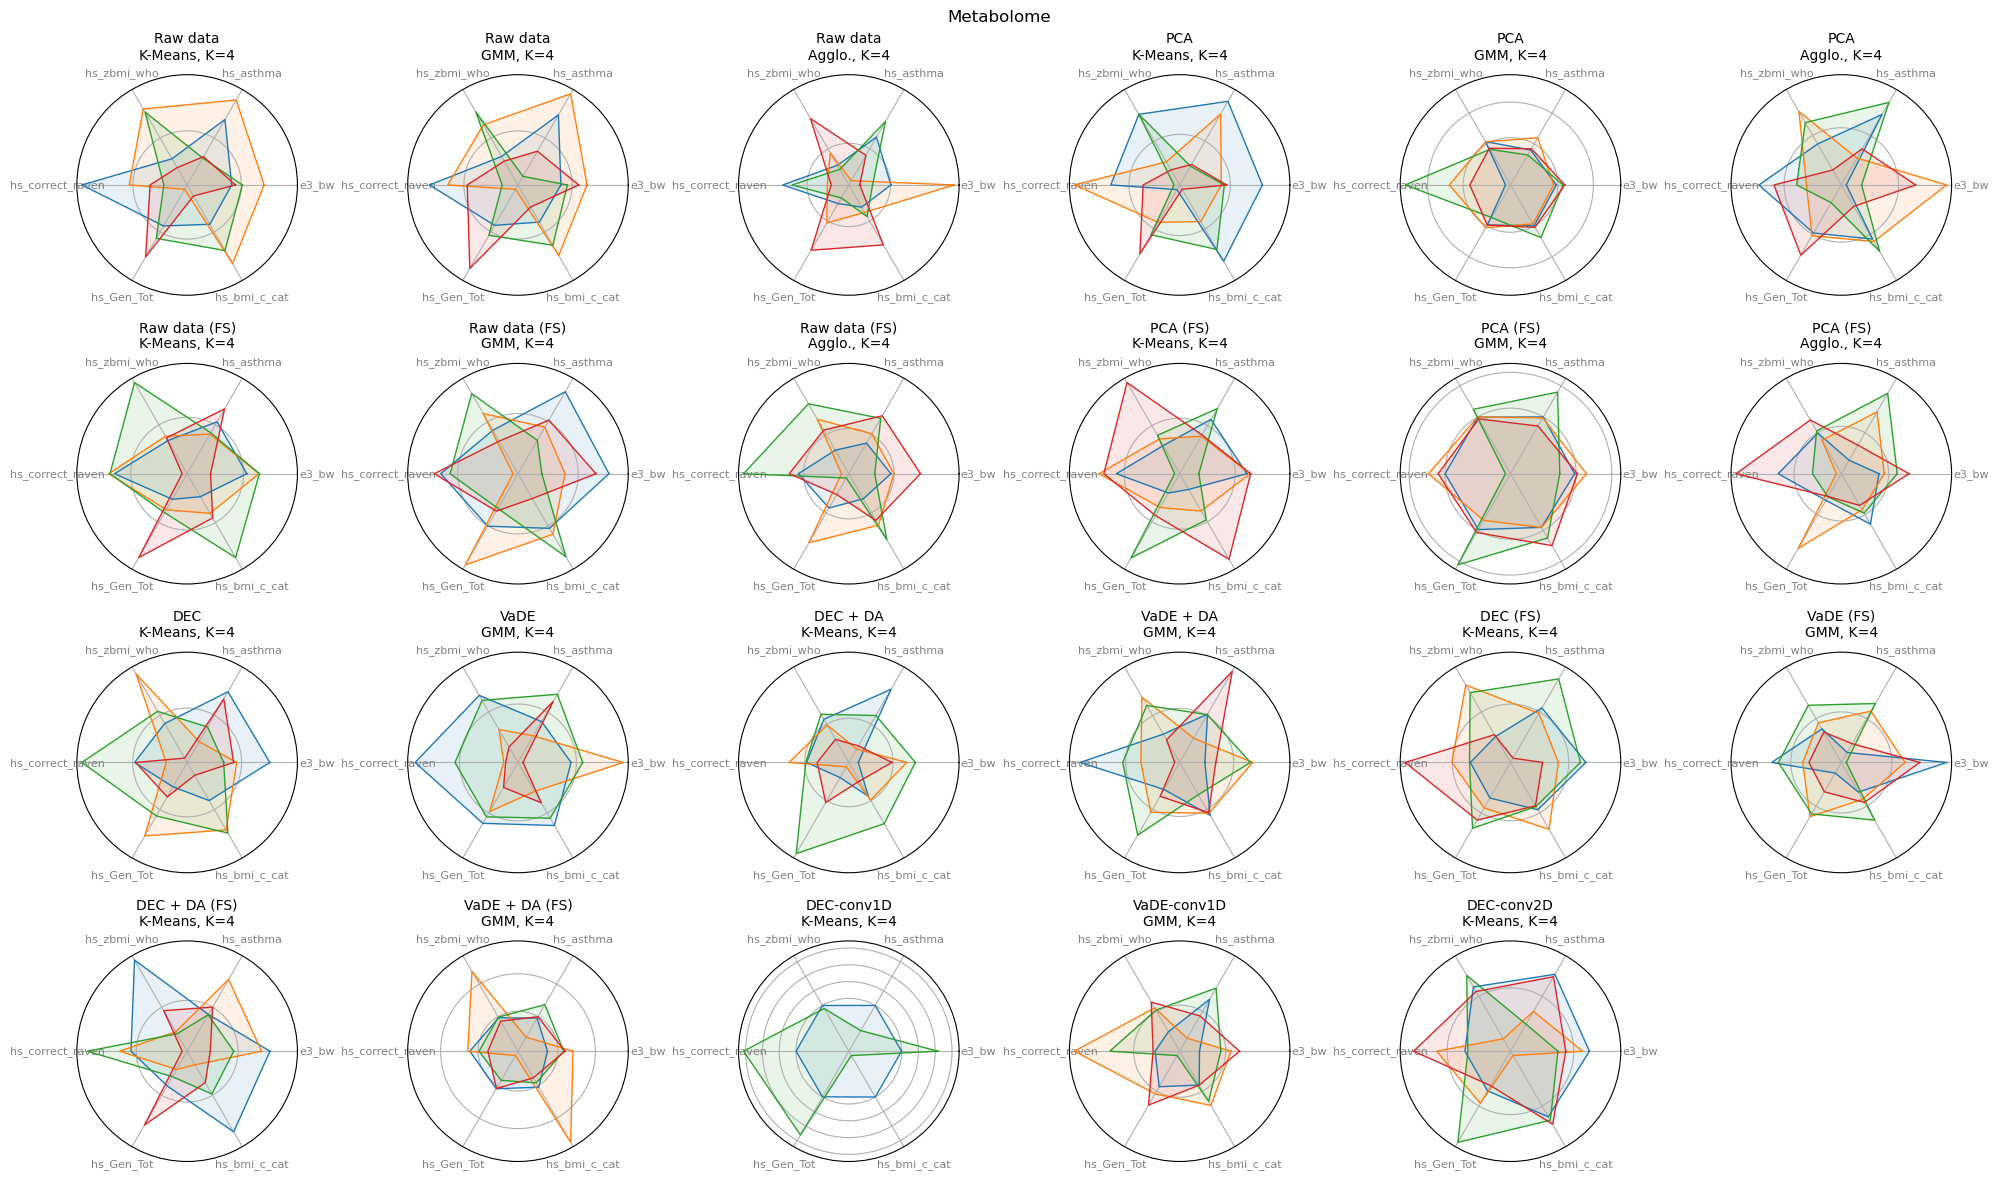 Metabolome
Raw data
K-Means, K=4
hs_zbmi_who
hs_asthma
hs_correct_raven
e3_bw
hs_Gen_Tot
hs_bmi_c_cat
Raw data
GMM, K=4
hs_zbmi_who
hs_asthma
hs_correct_raven
e3_bw
hs_Gen_Tot
hs_bmi_c_cat
Raw data
Agglo., K=4
hs_zbmi_who
hs_asthma
hs_correct_raven
e3_bw
hs_Gen_Tot
hs_bmi_c_cat
PCA
K-Means, K=4
hs_zbmi_who
hs_asthma
hs_correct_raven
e3_bw
hs_Gen_Tot
hs_bmi_c_cat
PCA
GMM, K=4
hs_zbmi_who
hs_asthma
hs_correct_raven
e3_bw
hs_Gen_Tot
hs_bmi_c_cat
PCA
Agglo., K=4
hs_zbmi_who
hs_asthma
hs_correct_raven
e3_bw
hs_Gen_Tot
hs_bmi_c_cat
Raw data (FS)
K-Means, K=4
hs_zbmi_who
hs_asthma
hs_correct_raven
e3_bw
hs_Gen_Tot
hs_bmi_c_cat
Raw data (FS)
GMM, K=4
hs_zbmi_who
hs_asthma
hs_correct_raven
e3_bw
hs_Gen_Tot
hs_bmi_c_cat
Raw data (FS)
Agglo., K=4
hs_zbmi_who
hs_asthma
hs_correct_raven
e3_bw
hs_Gen_Tot
hs_bmi_c_cat
PCA (FS)
K-Means, K=4
hs_zbmi_who
hs_asthma
hs_correct_raven
e3_bw
hs_Gen_Tot
hs_bmi_c_cat
PCA (FS)
GMM, K=4
hs_zbmi_who
hs_asthma
hs_correct_raven
e3_bw
hs_Gen_Tot
hs_bmi_c_cat
PCA (FS)
Agglo., K=4
hs_zbmi_who
hs_asthma
hs_correct_raven
e3_bw
hs_Gen_Tot
hs_bmi_c_cat
DEC
K-Means, K=4
hs_zbmi_who
hs_asthma
hs_correct_raven
e3_bw
hs_Gen_Tot
hs_bmi_c_cat
VaDE
GMM, K=4
hs_zbmi_who
hs_asthma
hs_correct_raven
e3_bw
hs_Gen_Tot
hs_bmi_c_cat
DEC + DA
K-Means, K=4
hs_zbmi_who
hs_asthma
hs_correct_raven
e3_bw
hs_Gen_Tot
hs_bmi_c_cat
VaDE + DA
GMM, K=4
hs_zbmi_who
hs_asthma
hs_correct_raven
e3_bw
hs_Gen_Tot
hs_bmi_c_cat
DEC (FS)
K-Means, K=4
hs_zbmi_who
hs_asthma
hs_correct_raven
e3_bw
hs_Gen_Tot
hs_bmi_c_cat
VaDE (FS)
GMM, K=4
hs_zbmi_who
hs_asthma
hs_correct_raven
e3_bw
hs_Gen_Tot
hs_bmi_c_cat
DEC + DA (FS)
K-Means, K=4
hs_zbmi_who
hs_asthma
hs_correct_raven
e3_bw
hs_Gen_Tot
hs_bmi_c_cat
VaDE + DA (FS)
GMM, K=4
hs_zbmi_who
hs_asthma
hs_correct_raven
e3_bw
hs_Gen_Tot
hs_bmi_c_cat
DEC-conv1D
K-Means, K=4
hs_zbmi_who
hs_asthma
hs_correct_raven
e3_bw
hs_Gen_Tot
hs_bmi_c_cat
VaDE-conv1D
GMM, K=4
hs_zbmi_who
hs_asthma
hs_correct_raven
e3_bw
hs_Gen_Tot
hs_bmi_c_cat
DEC-conv2D
K-Means, K=4
hs_zbmi_who
hs_asthma
hs_correct_raven
e3_bw
hs_Gen_Tot
hs_bmi_c_cat